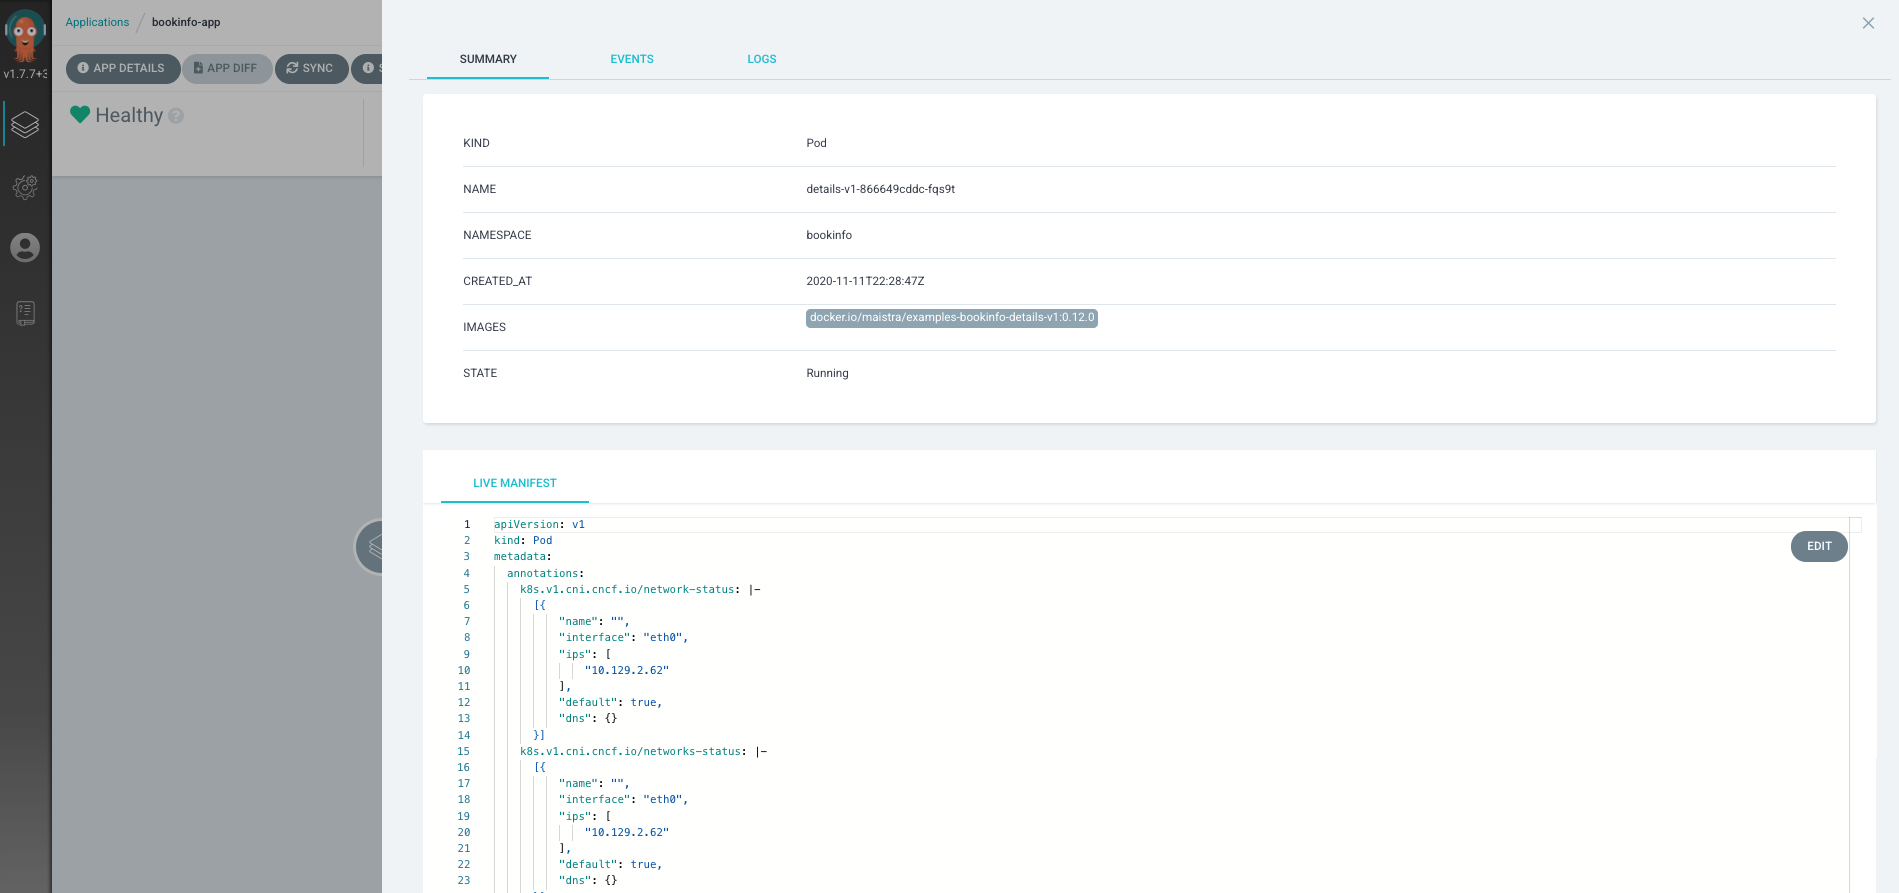 Applications / bookinfo-app
v1.7.7+3
APP DETAILS
APP DIFF
SYNC
S
Healthy
SUMMARY
EVENTS
LOGS
KIND Pod
NAME details-v1-866649cddc-fqs9t
NAMESPACE bookinfo
CREATED_AT 2020-11-11T22:28:47Z
IMAGES docker.io/maistra/examples-bookinfo-details-v1:0.12.0
STATE Running
LIVE MANIFEST
EDIT
1 apiVersion: v1
2 kind: Pod
3 metadata:
4 annotations:
5 k8s.v1.cni.cncf.io/network-status: |-
6 [{
7 "name": "",
8 "interface": "eth0",
9 "ips": [
10 "10.129.2.62"
11 ],
12 "default": true,
13 "dns": {}
14 }]
15 k8s.v1.cni.cncf.io/networks-status: |-
16 [{
17 "name": "",
18 "interface": "eth0",
19 "ips": [
20 "10.129.2.62"
21 ],
22 "default": true,
23 "dns": {}